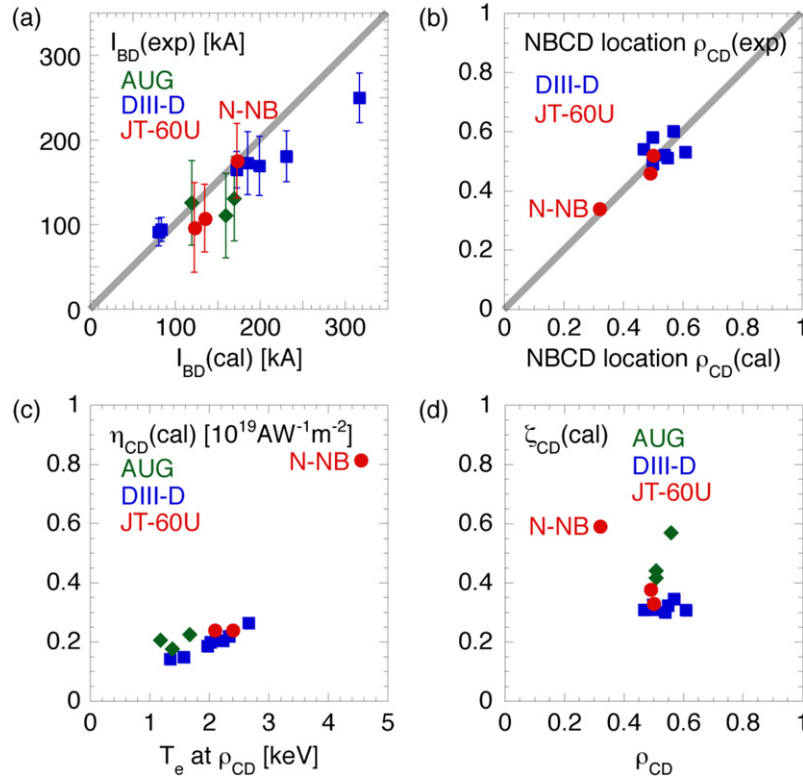 (a)
I_BD(exp) [kA]
AUG
DIII-D
JT-60U
N-NB
300
200
100
0
0 100 200 300
I_BD(cal) [kA]
(b)
NBCD location ρ_CD(exp)
DIII-D
JT-60U
N-NB
1
0.8
0.6
0.4
0.2
0
0 0.2 0.4 0.6 0.8 1
NBCD location ρ_CD(cal)
(c)
η_CD(cal) [10^19AW^-1m^-2]
AUG
DIII-D
JT-60U
N-NB
1
0.8
0.6
0.4
0.2
0
0 1 2 3 4 5
T_e at ρ_CD [keV]
(d)
ζ_CD(cal)
AUG
DIII-D
JT-60U
N-NB
1
0.8
0.6
0.4
0.2
0
0 0.2 0.4 0.6 0.8 1
ρ_CD